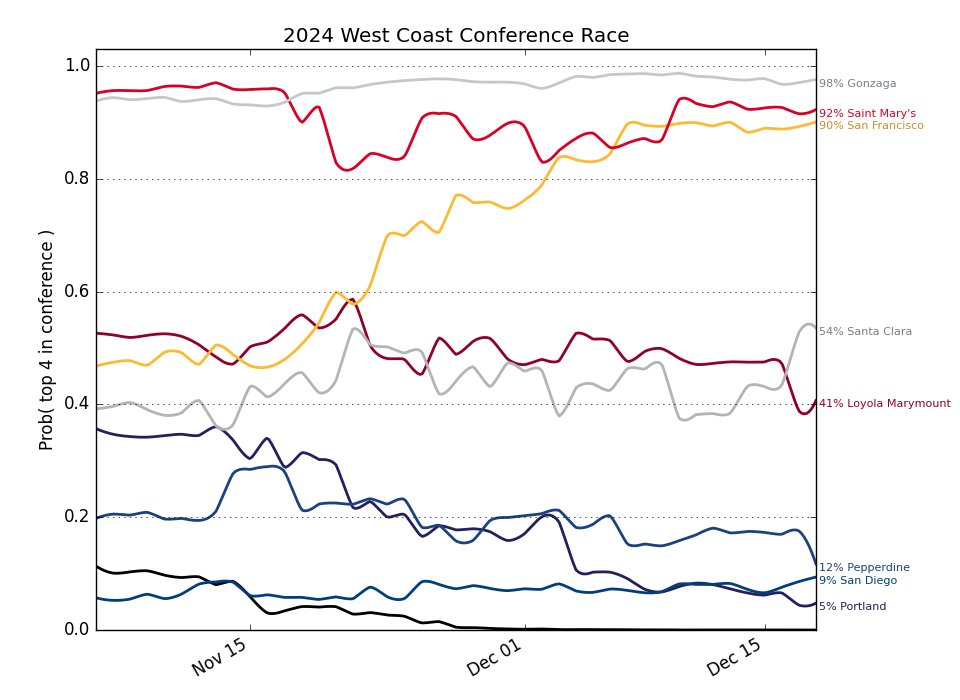 2024 West Coast Conference Race
1.0
0.8
0.6
0.4
0.2
0.0
Prob( top 4 in conference )
Nov 15
Dec 01
Dec 15
98% Gonzaga
92% Saint Mary's
90% San Francisco
54% Santa Clara
41% Loyola Marymount
12% Pepperdine
9% San Diego
5% Portland